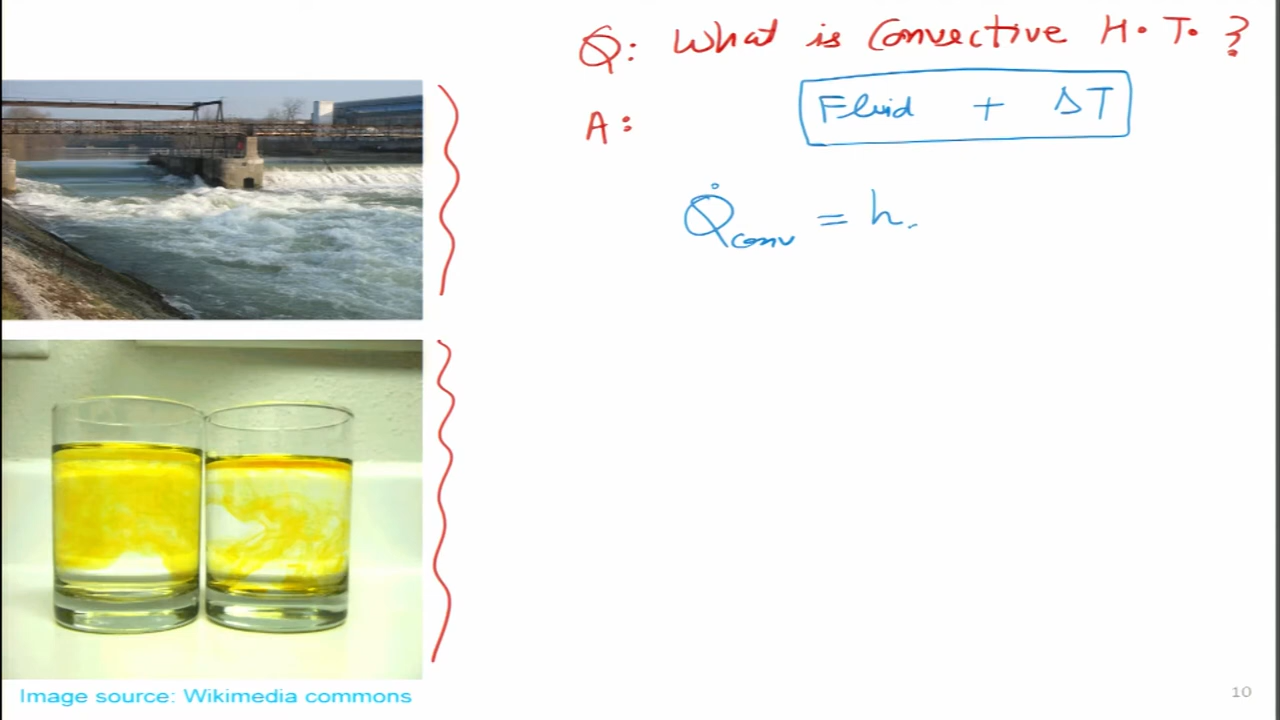 Q: What is Convective H. T. ?
A: Fluid + ΔT
Q̇conv = h.
Image source: Wikimedia commons
10